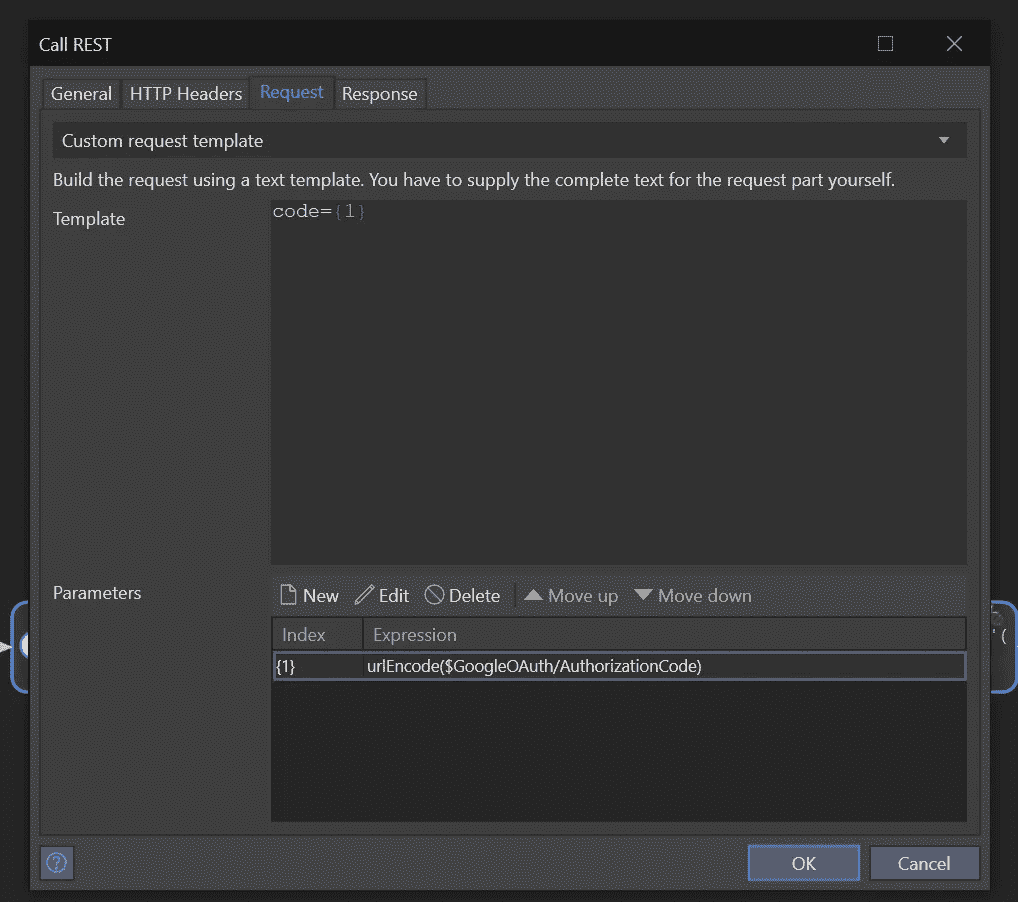 Call REST
General HTTP Headers Request Response
Custom request template
Build the request using a text template. You have to supply the complete text for the request part yourself.
Template
code={1}
Parameters
New Edit Delete Move up Move down
Index Expression
{1} urlEncode($GoogleOAuth/AuthorizationCode)
'(
?
OK Cancel